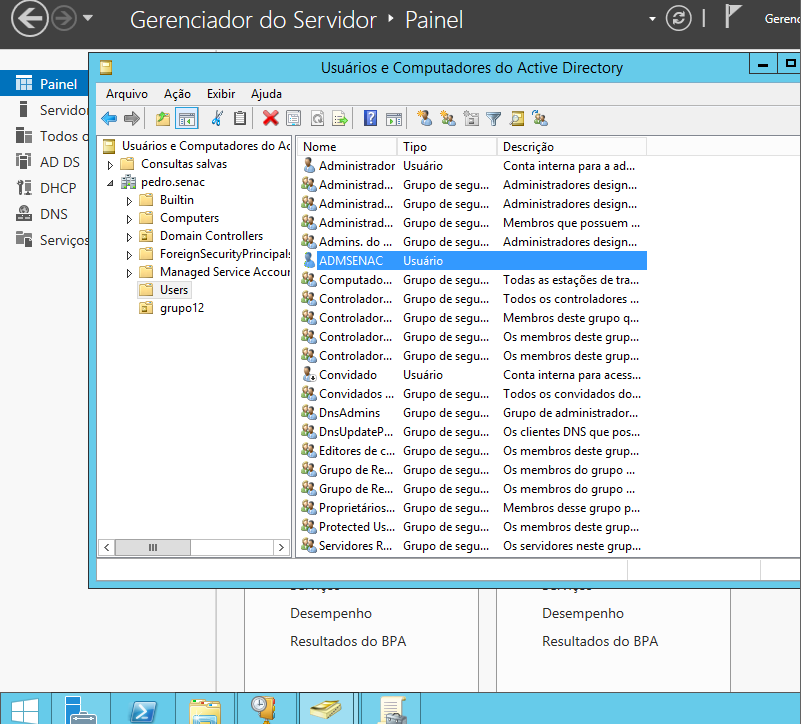 Gerenciador do Servidor ‣ Painel
Gerenc
Painel
Servido
Todos o
AD DS
DHCP
DNS
Serviços
Usuários e Computadores do Active Directory
Arquivo Ação Exibir Ajuda
Usuários e Computadores do Ac
Consultas salvas
pedro.senac
Builtin
Computers
Domain Controllers
ForeignSecurityPrincipals
Managed Service Accour
Users
grupo12
Nome Tipo Descrição
Administrador Usuário Conta interna para a ad...
Administrad... Grupo de segu... Administradores design...
Administrad... Grupo de segu... Administradores design...
Administrad... Grupo de segu... Membros que possuem ...
Admins. do ... Grupo de segu... Administradores design...
ADMSENAC Usuário
Computado... Grupo de segu... Todas as estações de tra...
Controlador... Grupo de segu... Todos os controladores ...
Controlador... Grupo de segu... Membros deste grupo q...
Controlador... Grupo de segu... Os membros deste grup...
Controlador... Grupo de segu... Os membros deste grup...
Convidado Usuário Conta interna para acess...
Convidados ... Grupo de segu... Todos os convidados do...
DnsAdmins Grupo de segu... Grupo de administrador...
DnsUpdateP... Grupo de segu... Os clientes DNS que pos...
Editores de c... Grupo de segu... Os membros deste grup...
Grupo de Re... Grupo de segu... Os membros do grupo ...
Grupo de Re... Grupo de segu... Os membros do grupo ...
Proprietários... Grupo de segu... Membros desse grupo p...
Protected Us... Grupo de segu... Os membros deste grup...
Servidores R... Grupo de segu... Os servidores neste grup...
Serviços Serviços
Desempenho Desempenho
Resultados do BPA Resultados do BPA